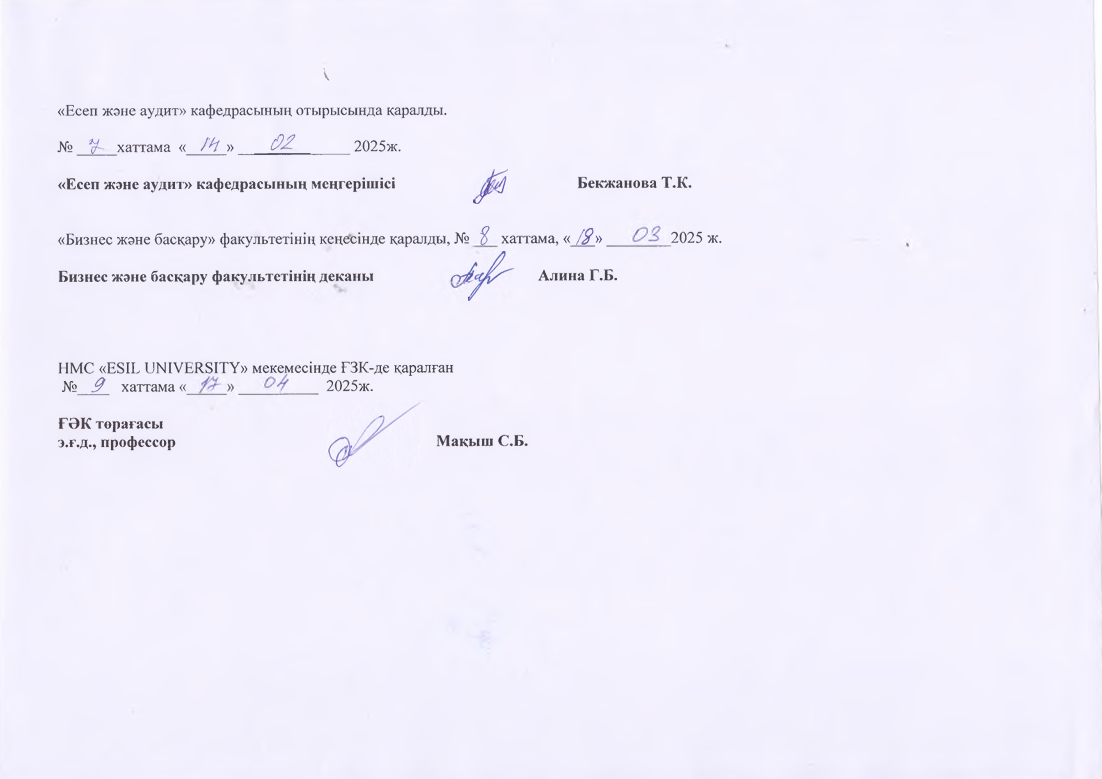 «Есеп және аудит» кафедрасының отырысында қаралды.
№ 7 хаттама «14» 02 2025ж.
«Есеп және аудит» кафедрасының меңгерішісі Бекжанова Т.К.
«Бизнес және басқару» факультетінің кеңесінде қаралды, № 8 хаттама, «18» 03 2025 ж.
Бизнес және басқару факультетінің деканы Алина Г.Б.
НМС «ESIL UNIVERSITY» мекемесінде ҒЗК-де қаралған
№ 9 хаттама «17» 04 2025ж.
ҒӘК төрағасы
э.ғ.д., профессор Мақыш С.Б.